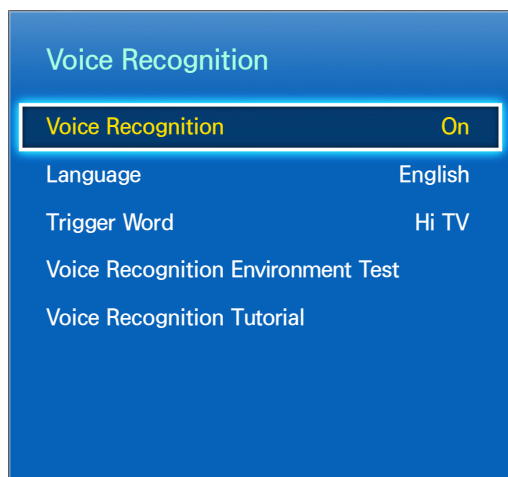 Voice Recognition
Voice Recognition On
Language English
Trigger Word Hi TV
Voice Recognition Environment Test
Voice Recognition Tutorial